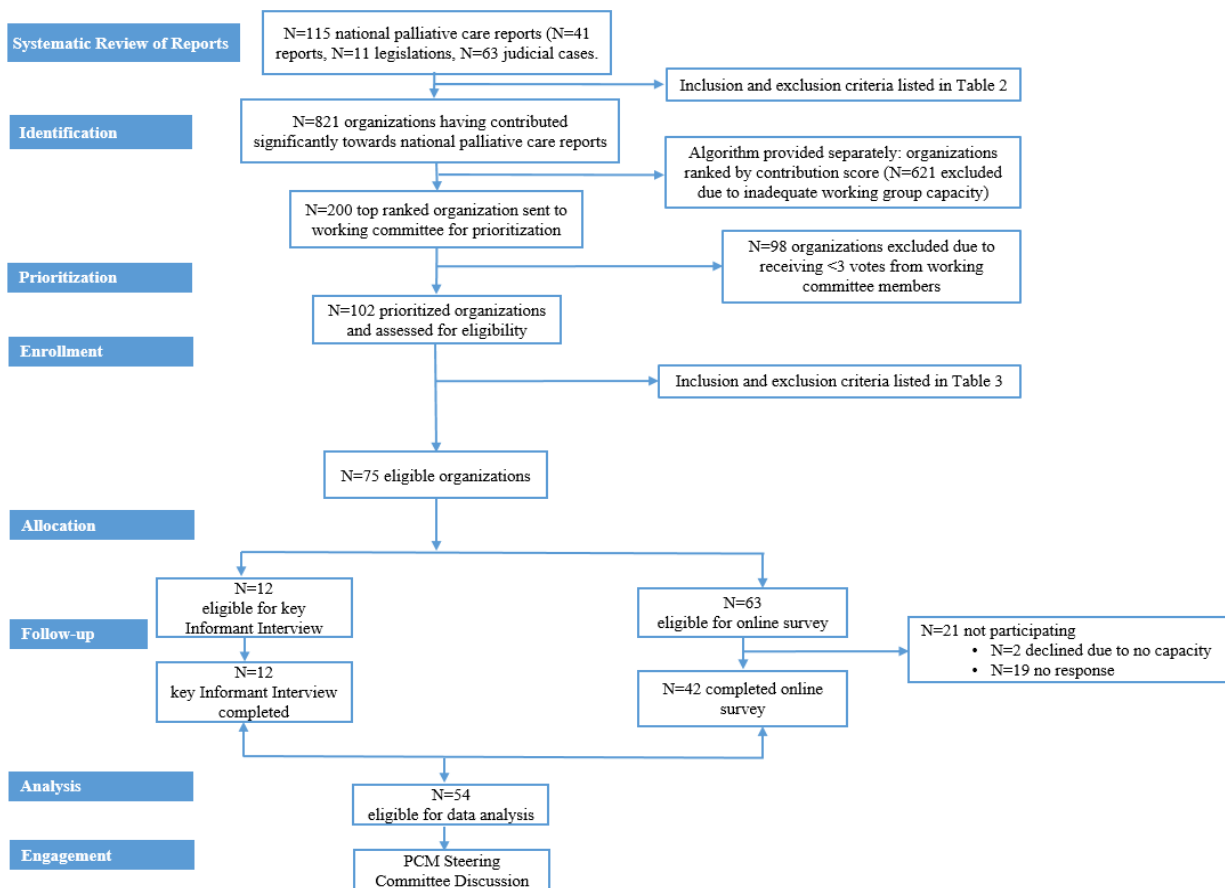 Systematic Review of Reports
N=115 national palliative care reports (N=41
reports, N=11 legislations, N=63 judicial cases.
Inclusion and exclusion criteria listed in Table 2
Identification
N=821 organizations having contributed
significantly towards national palliative care reports
Algorithm provided separately: organizations
ranked by contribution score (N=621 excluded
due to inadequate working group capacity)
N=200 top ranked organization sent to
working committee for prioritization
N=98 organizations excluded due to
receiving <3 votes from working
committee members
Prioritization
N=102 prioritized organizations
and assessed for eligibility
Enrollment
Inclusion and exclusion criteria listed in Table 3
N=75 eligible organizations
Allocation
N=12
eligible for key
Informant Interview
N=63
eligible for online survey
Follow-up
N=21 not participating
• N=2 declined due to no capacity
• N=19 no response
N=12
key Informant Interview
completed
N=42 completed online
survey
Analysis
N=54
eligible for data analysis
Engagement
PCM Steering
Committee Discussion